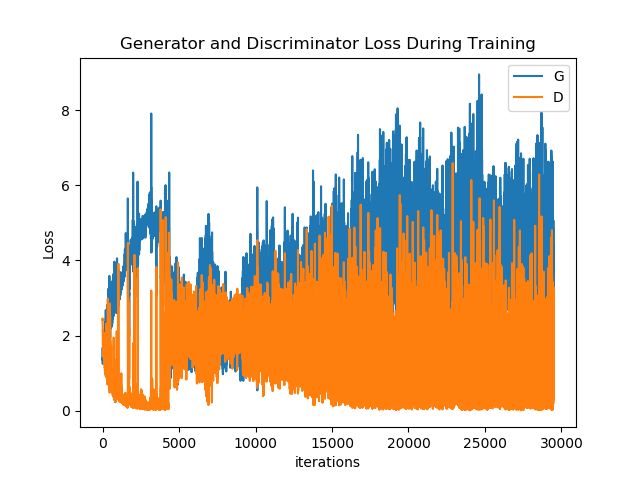 Generator and Discriminator Loss During Training
G
D
8
6
4
2
0
Loss
0 5000 10000 15000 20000 25000 30000
iterations